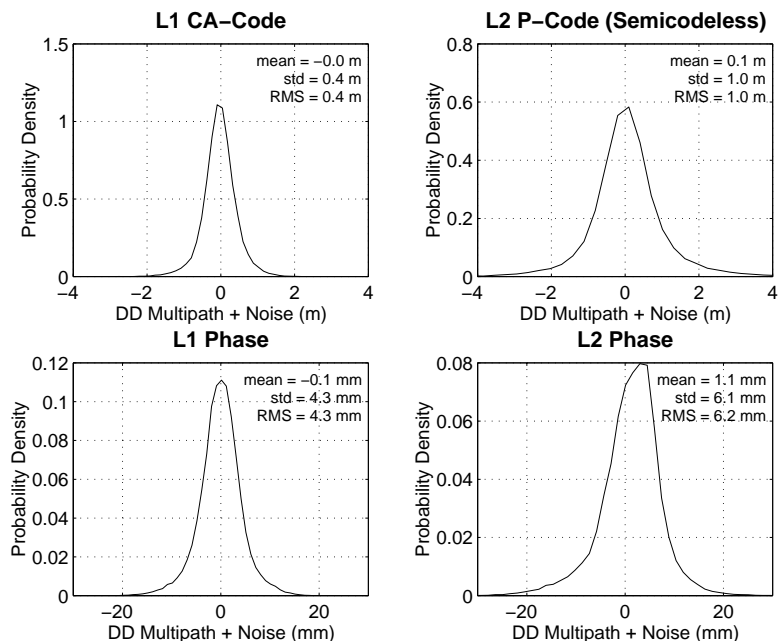 L1 CA−Code
mean = −0.0 m
std = 0.4 m
RMS = 0.4 m
Probability Density
1.5
1
0.5
0
−4
−2
0
2
4
DD Multipath + Noise (m)
L2 P−Code (Semicodeless)
mean = 0.1 m
std = 1.0 m
RMS = 1.0 m
Probability Density
0.8
0.6
0.4
0.2
0
−4
−2
0
2
4
DD Multipath + Noise (m)
L1 Phase
mean = −0.1 mm
std = 4.3 mm
RMS = 4.3 mm
Probability Density
0.12
0.1
0.08
0.06
0.04
0.02
0
−20
0
20
DD Multipath + Noise (mm)
L2 Phase
mean = 1.1 mm
std = 6.1 mm
RMS = 6.2 mm
Probability Density
0.08
0.06
0.04
0.02
0
−20
0
20
DD Multipath + Noise (mm)